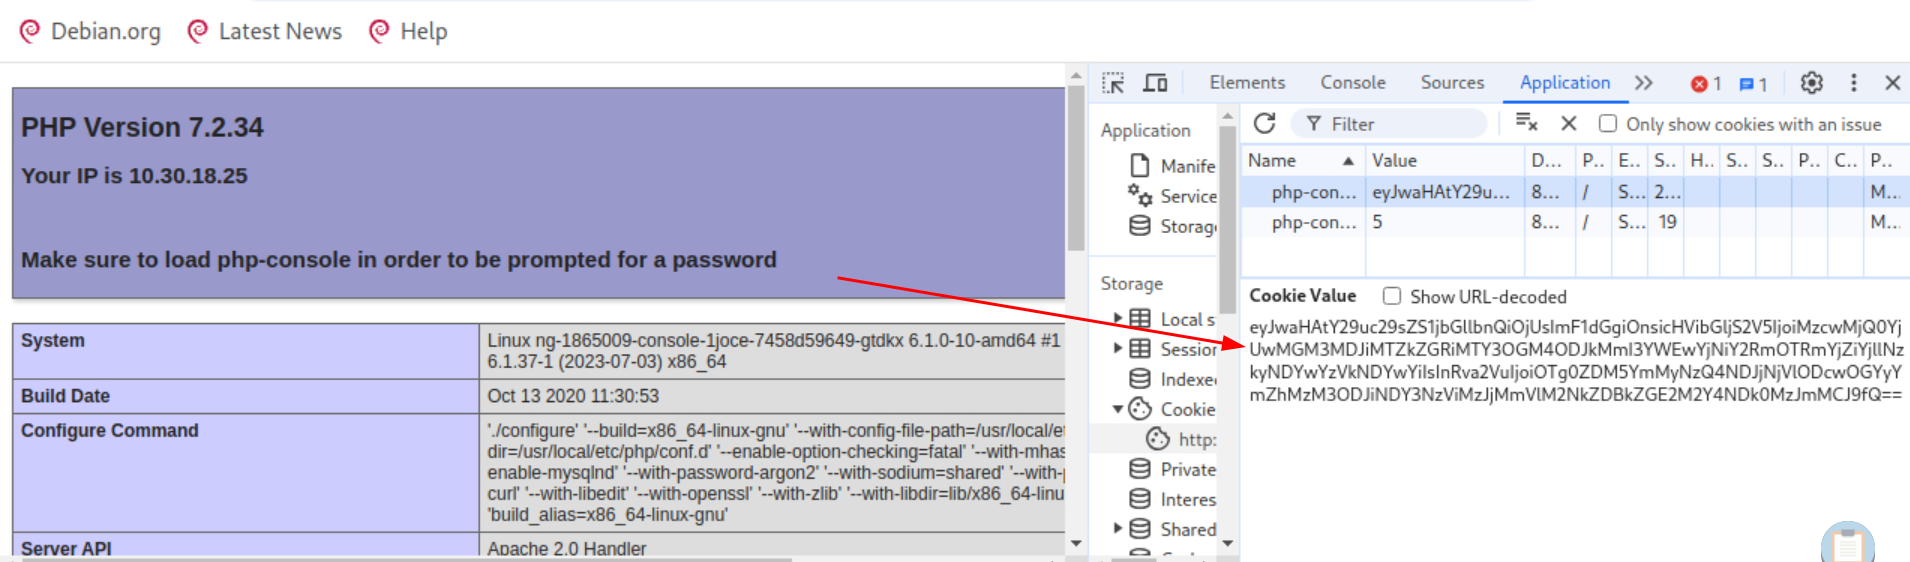 Debian.org Latest News Help
PHP Version 7.2.34
Your IP is 10.30.18.25
Make sure to load php-console in order to be prompted for a password
System
Linux ng-1865009-console-1joce-7458d59649-gtdkx 6.1.0-10-amd64 #1
6.1.37-1 (2023-07-03) x86_64
Build Date
Oct 13 2020 11:30:53
Configure Command
'./configure' '--build=x86_64-linux-gnu' '--with-config-file-path=/usr/local/e
dir=/usr/local/etc/php/conf.d' '--enable-option-checking=fatal' '--with-mhas
enable-mysqlnd' '--with-password-argon2' '--with-sodium=shared' '--with-
curl' '--with-libedit' '--with-openssl' '--with-zlib' '--with-libdir=lib/x86_64-linu
'build_alias=x86_64-linux-gnu'
Server API
Apache 2.0 Handler
Elements Console Sources Application 1 1
Application
Manife
Service
Storag
Storage
Local s
Session
Indexe
Cookie
http:
Private
Interes
Shared
Filter Only show cookies with an issue
Name Value D... P.. E.. S.. H.. S.. S.. P.. C.. P..
php-con... eyJwaHAtY29u... 8... / S... 2... M...
php-con... 5 8... / S... 19 M...
Cookie Value Show URL-decoded
eyJwaHAtY29uc29sZS1jbGllbnQiOjUsImF1dGgiOnsicHVibGljS2V5IjoiMzcwMjQ0Yj
UwMGM3MDJiMTZkZGRiMTY3OGM4ODJkMmI3YWEwYjNiY2RmOTRmYjZiYjllNz
kyNDYwYzVkNDYwYiIsInRva2VuIjoiOTg0ZDM5YmMyNzQ4NDJjNjVlODcwOGYyY
mZhMzM3ODJiNDY3NzViMzJjMmVlM2NkZDBkZGE2M2Y4NDk0MzJmMCJ9fQ==